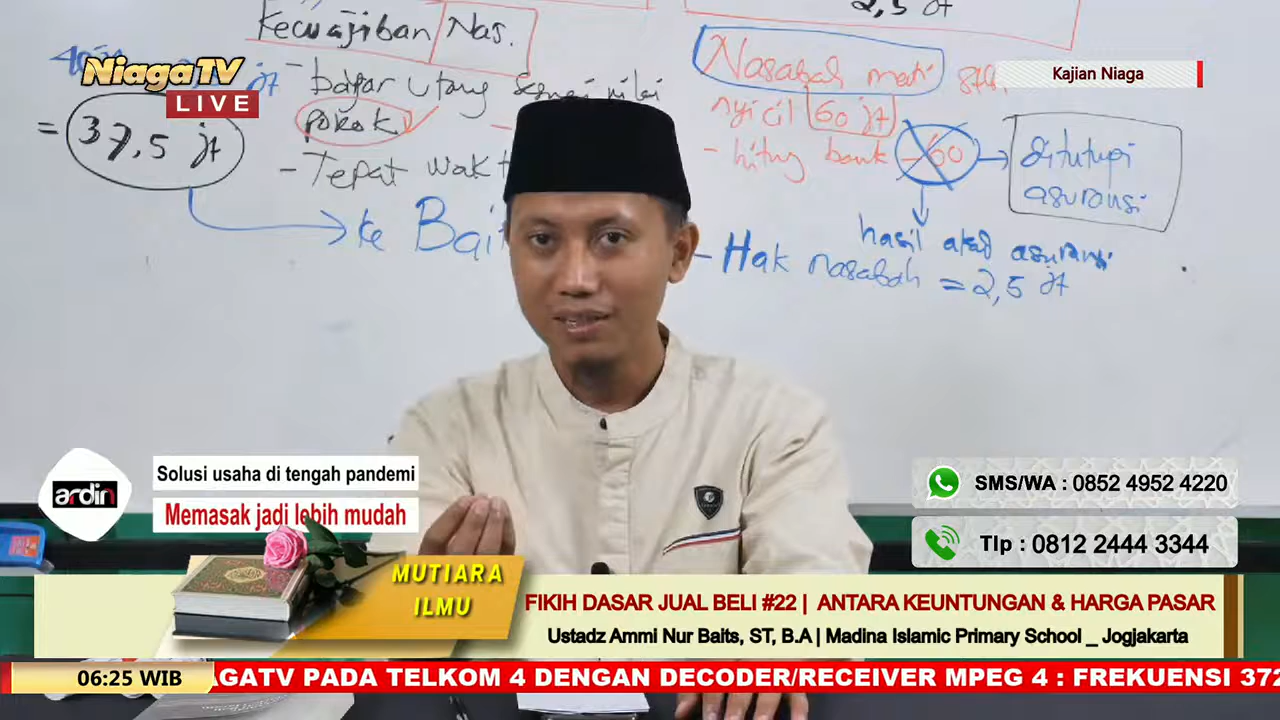 2,5 jt
Kewajiban Nas.
- bayar utang sesuai nilai
pokok
- Tepat wak
= 37,5 jt
ke Bait
Nasabah mati
nyicil 60 jt
- hitung bank - 60
ditutupi
asuransi
hasil akad asuransi
- Hak nasabah = 2,5 jt
NiagaTV
LIVE
Kajian Niaga
ardin
Solusi usaha di tengah pandemi
Memasak jadi lebih mudah
SMS/WA : 0852 4952 4220
Tlp : 0812 2444 3344
MUTIARA
ILMU
FIKIH DASAR JUAL BELI #22 | ANTARA KEUNTUNGAN & HARGA PASAR
Ustadz Ammi Nur Baits, ST, B.A | Madina Islamic Primary School _ Jogjakarta
06:25 WIB
AGATV PADA TELKOM 4 DENGAN DECODER/RECEIVER MPEG 4 : FREKUENSI 372